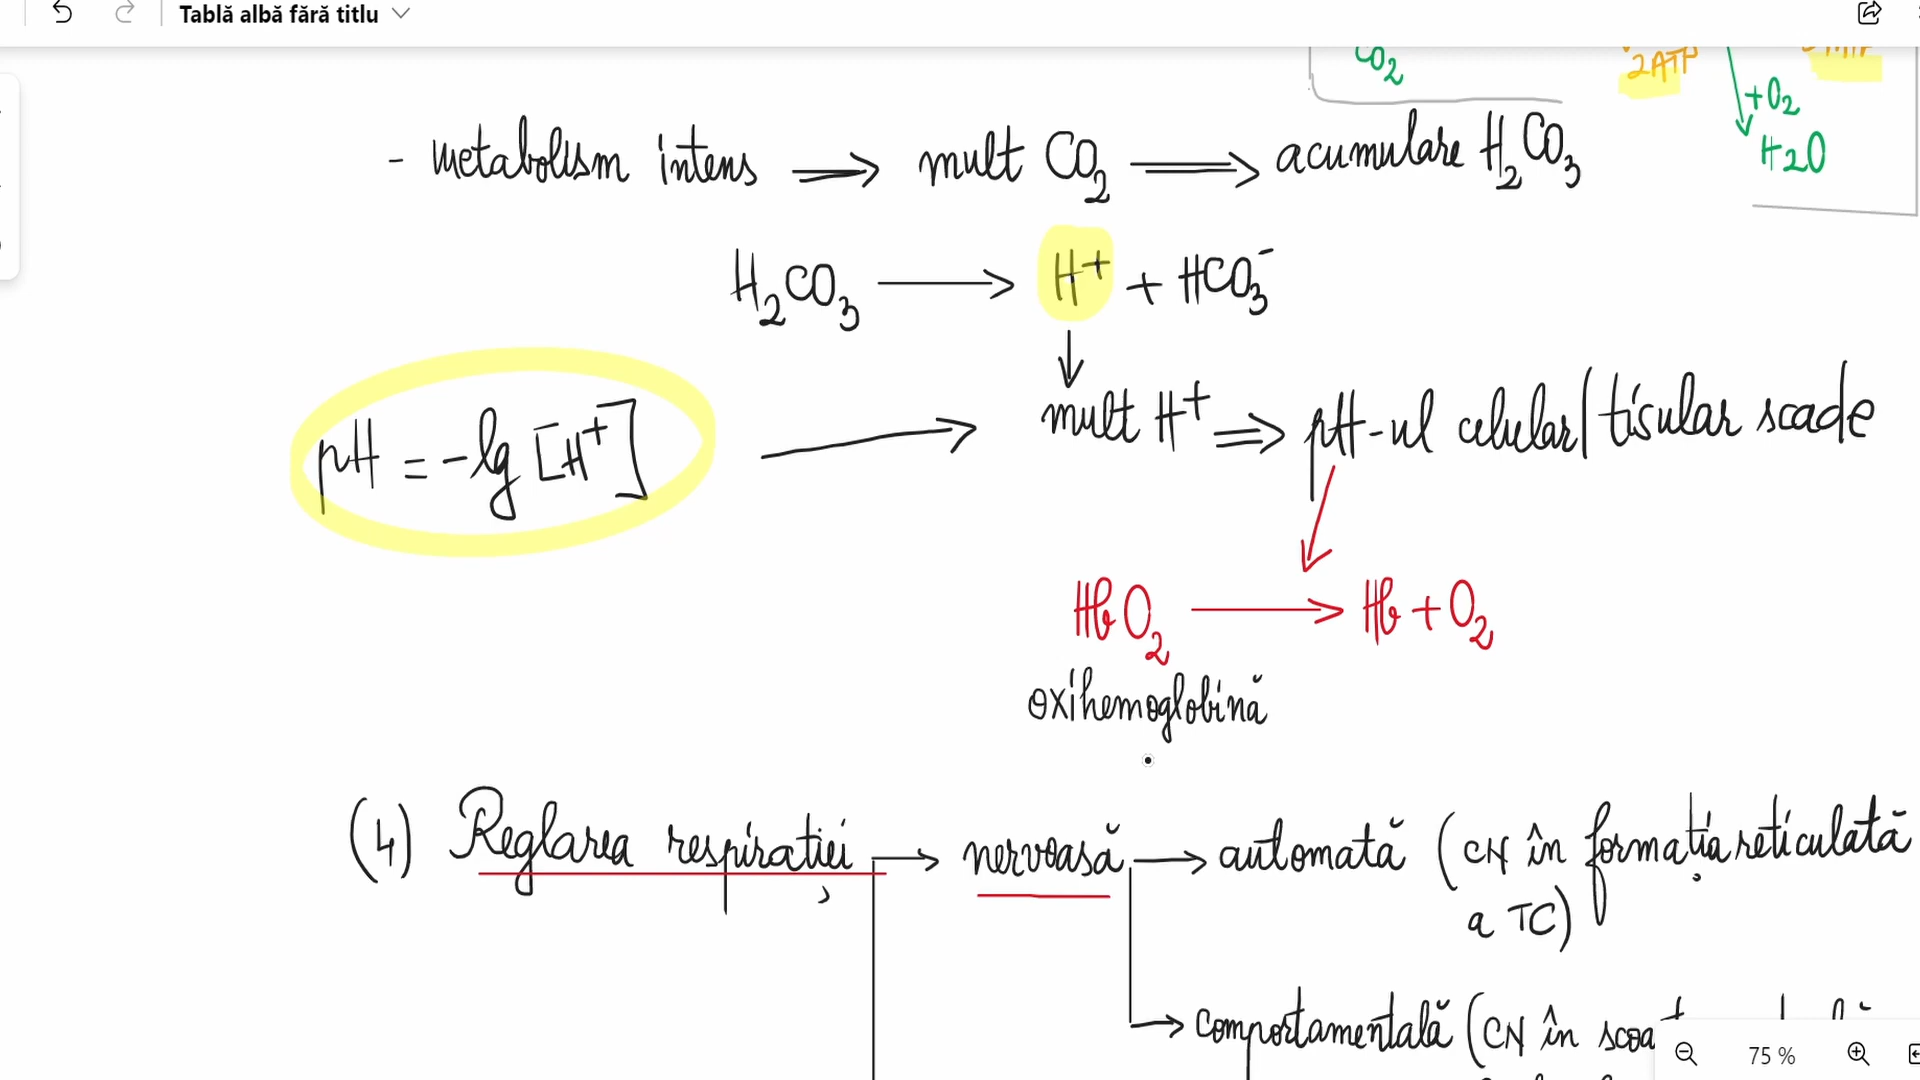 Tablă albă fără titlu
CO2
2ATP
+O2
H2O
- metabolism intens ⟹ mult CO2 ⟹ acumulare H2CO3
H2CO3 ⟶ H+ + HCO3-
↓
pH = -lg [H+] ⟶ mult H+ ⟹ pH-ul celular/tisular scade
HbO2 ⟶ Hb + O2
oxihemoglobină
(4) Reglarea respirației → nervoasă → automată (CN în formația reticulată
a TC)
→ comportamentală (CN în
75 %